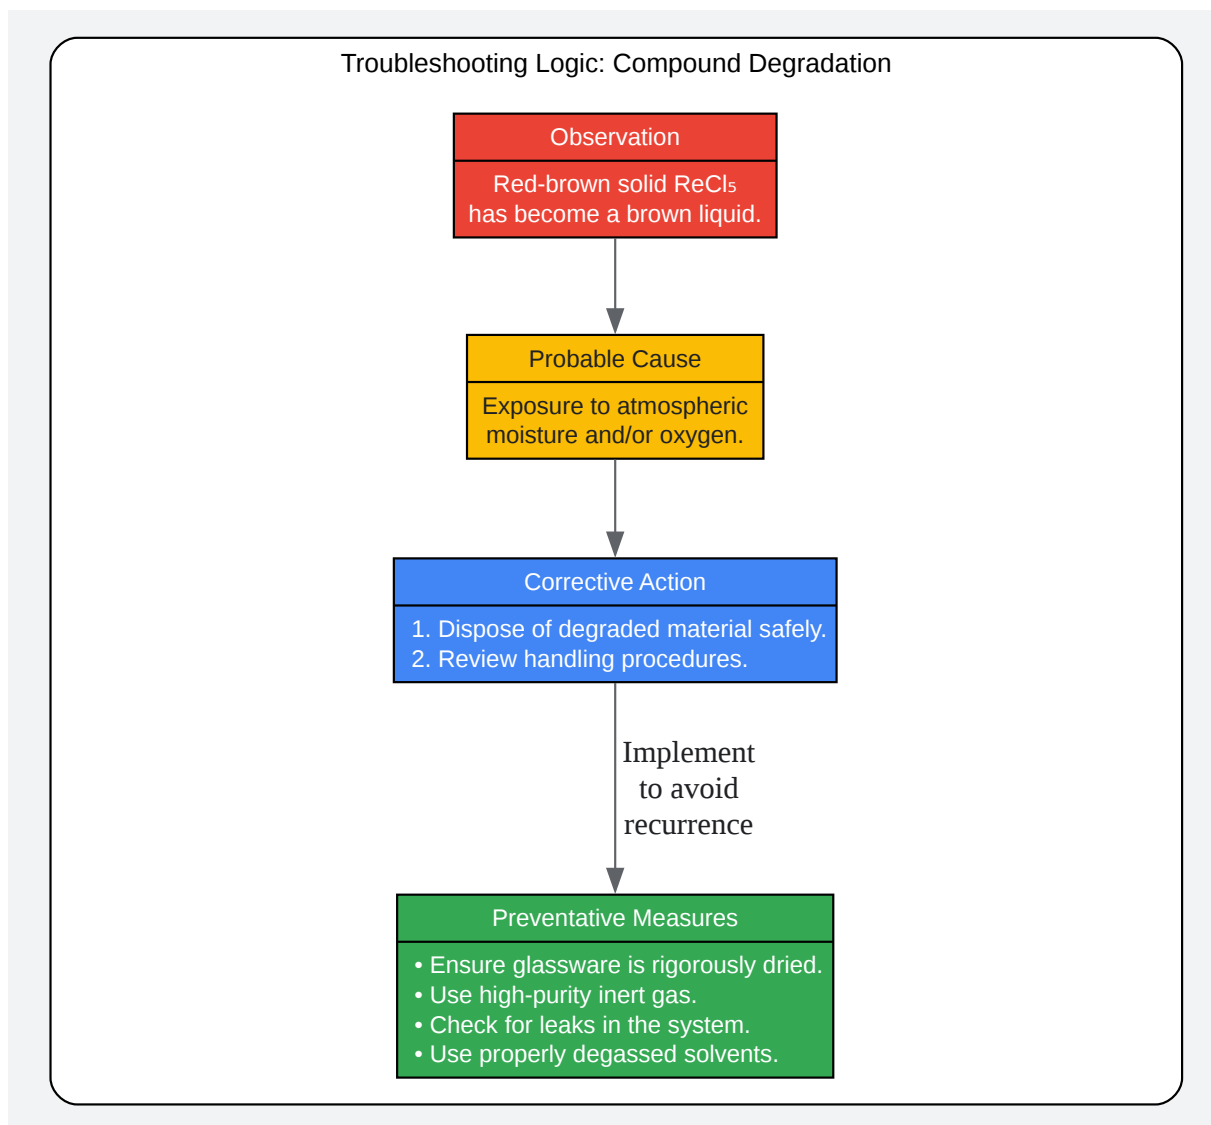 Troubleshooting Logic: Compound Degradation
Observation
Red-brown solid ReCl₅
has become a brown liquid.
Probable Cause
Exposure to atmospheric
moisture and/or oxygen.
Corrective Action
1. Dispose of degraded material safely.
2. Review handling procedures.
Implement
to avoid
recurrence
Preventative Measures
• Ensure glassware is rigorously dried.
• Use high-purity inert gas.
• Check for leaks in the system.
• Use properly degassed solvents.